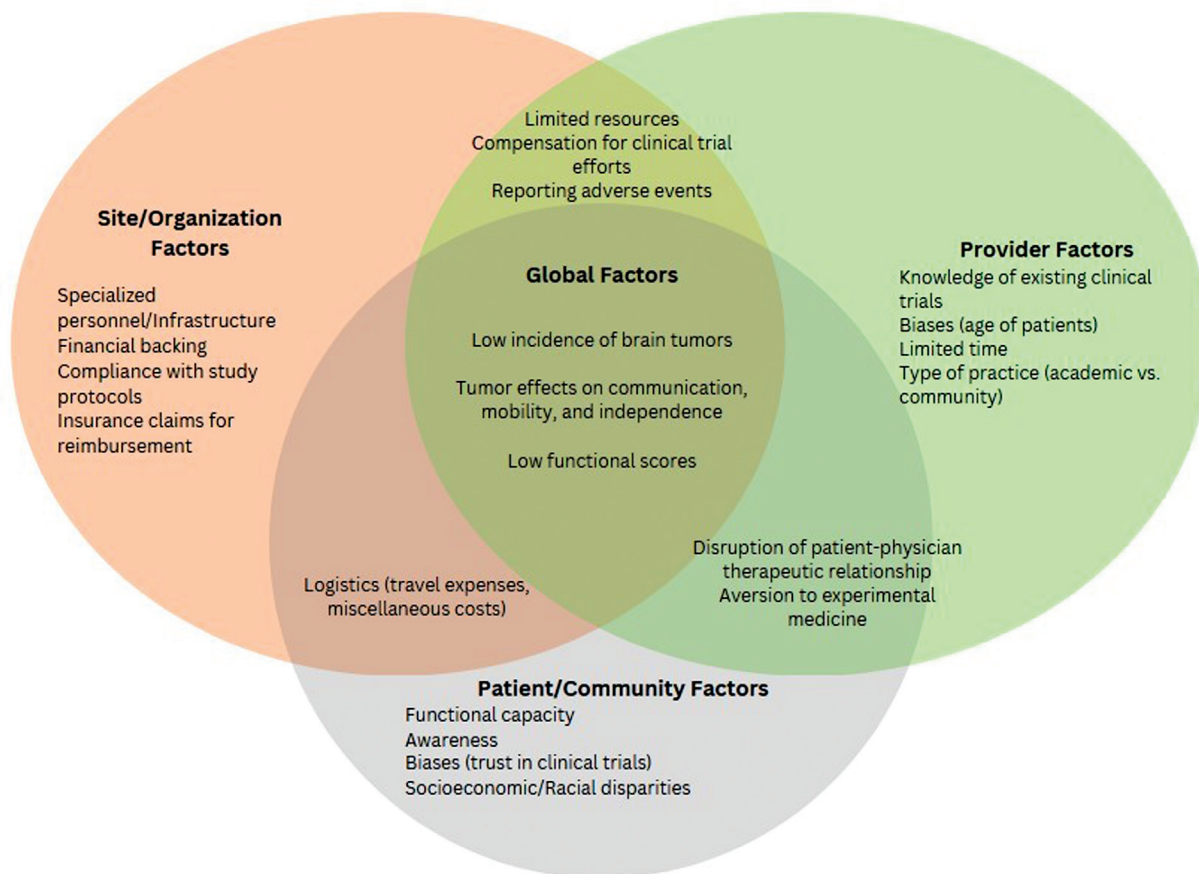 Limited resources
Compensation for clinical trial
efforts
Reporting adverse events
Site/Organization
Factors
Specialized
personnel/Infrastructure
Financial backing
Compliance with study
protocols
Insurance claims for
reimbursement
Global Factors
Low incidence of brain tumors
Tumor effects on communication,
mobility, and independence
Low functional scores
Provider Factors
Knowledge of existing clinical
trials
Biases (age of patients)
Limited time
Type of practice (academic vs.
community)
Logistics (travel expenses,
miscellaneous costs)
Disruption of patient-physician
therapeutic relationship
Aversion to experimental
medicine
Patient/Community Factors
Functional capacity
Awareness
Biases (trust in clinical trials)
Socioeconomic/Racial disparities